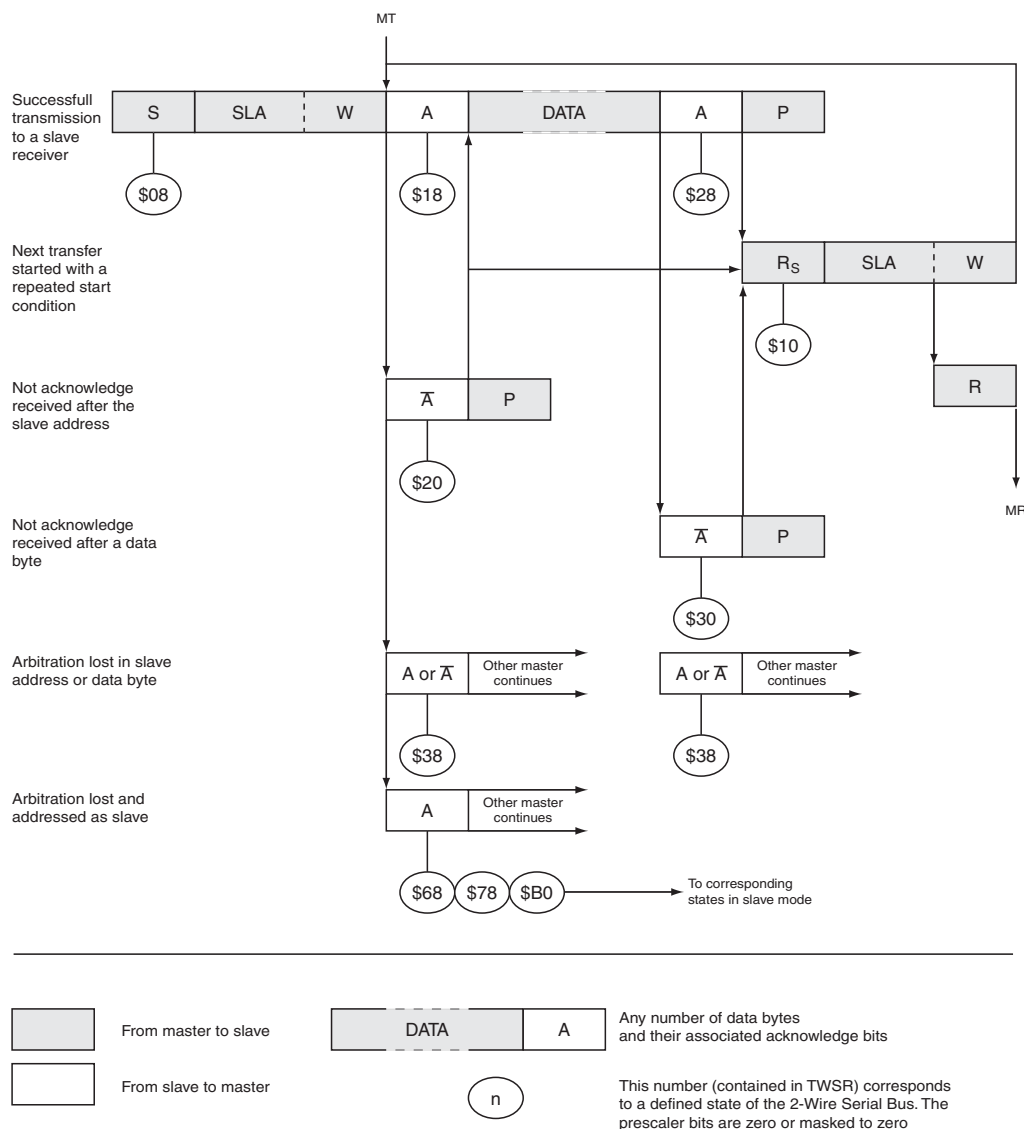 MT
Successfull
transmission
to a slave
receiver
S SLA W A DATA A P
$08 $18 $28
Next transfer
started with a
repeated start
condition
RS SLA W
$10
Not acknowledge
received after the
slave address
A̅ P
R
$20
MR
Not acknowledge
received after a data
byte
A̅ P
$30
Arbitration lost in slave
address or data byte
A or A̅
Other master
continues
A or A̅
Other master
continues
$38 $38
Arbitration lost and
addressed as slave
A
Other master
continues
$68 $78 $B0
To corresponding
states in slave mode
From master to slave
DATA A
Any number of data bytes
and their associated acknowledge bits
From slave to master
n
This number (contained in TWSR) corresponds
to a defined state of the 2-Wire Serial Bus. The
prescaler bits are zero or masked to zero